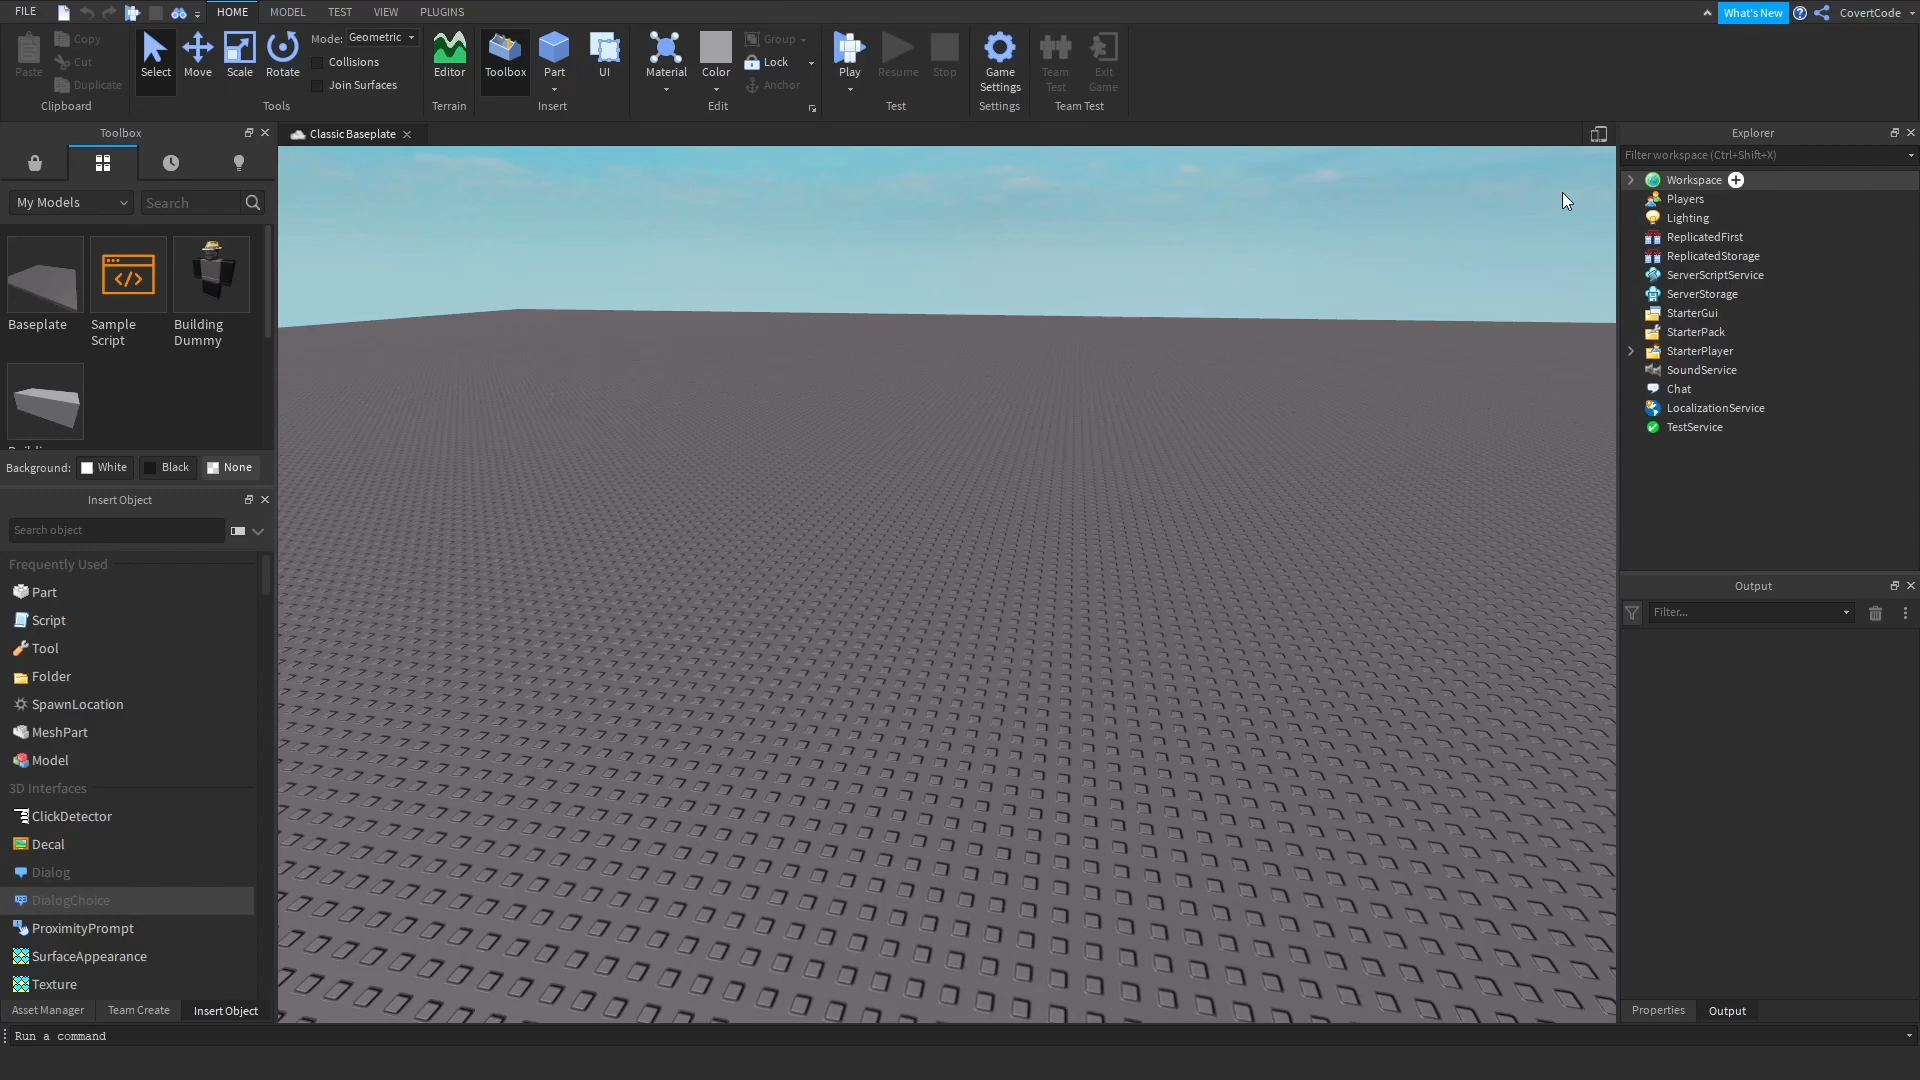 FILE
HOME
MODEL
TEST
VIEW
PLUGINS
What's New
CovertCode
Paste
Copy
Cut
Duplicate
Clipboard
Select
Move
Scale
Rotate
Mode: Geometric
Collisions
Join Surfaces
Tools
Editor
Terrain
Toolbox
Part
UI
Insert
Material
Color
Group
Lock
Anchor
Edit
Play
Resume
Stop
Test
Game
Settings
Settings
Team
Test
Exit
Game
Team Test
Toolbox
My Models
Search
Baseplate
Sample
Script
Building
Dummy
Background:
White
Black
None
Insert Object
Search object
Frequently Used
Part
Script
Tool
Folder
SpawnLocation
MeshPart
Model
3D Interfaces
ClickDetector
Decal
Dialog
DialogChoice
ProximityPrompt
SurfaceAppearance
Texture
Asset Manager
Team Create
Insert Object
Classic Baseplate
Explorer
Filter workspace (Ctrl+Shift+X)
Workspace
Players
Lighting
ReplicatedFirst
ReplicatedStorage
ServerScriptService
ServerStorage
StarterGui
StarterPack
StarterPlayer
SoundService
Chat
LocalizationService
TestService
Output
Filter...
Properties
Output
Run a command